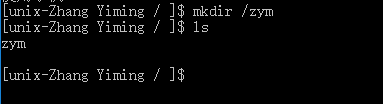 [unix-Zhang Yiming / ]$ mkdir /zym
[unix-Zhang Yiming / ]$ ls
zym
[unix-Zhang Yiming / ]$